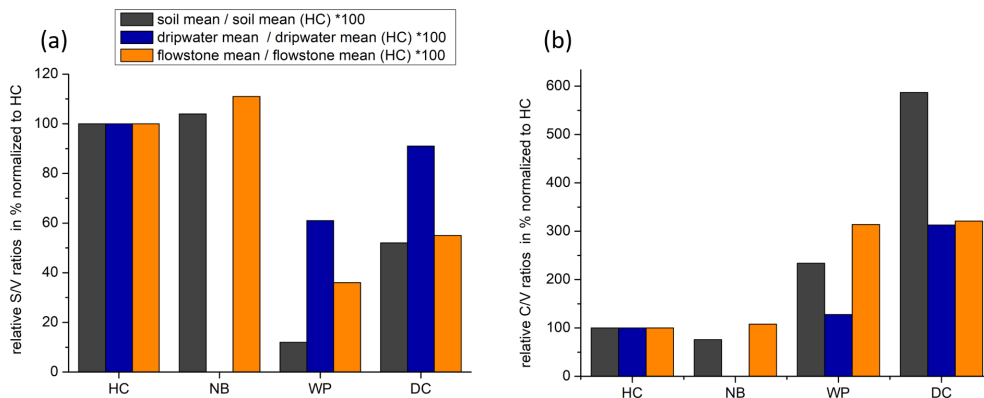 (a)
soil mean / soil mean (HC) *100
dripwater mean / dripwater mean (HC) *100
flowstone mean / flowstone mean (HC) *100
relative S/V ratios in % normalized to HC
120
100
80
60
40
20
0
HC NB WP DC
(b)
relative C/V ratios in % normalized to HC
600
500
400
300
200
100
0
HC NB WP DC